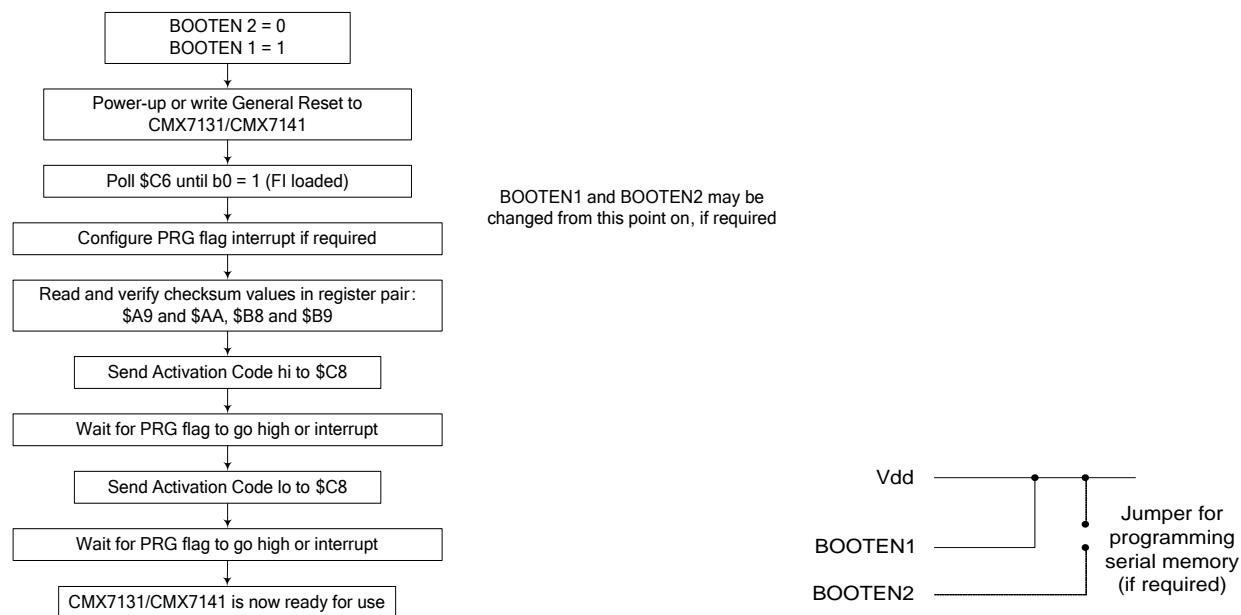 BOOTEN 2 = 0
BOOTEN 1 = 1
Power-up or write General Reset to
CMX7131/CMX7141
Poll $C6 until b0 = 1 (FI loaded)
BOOTEN1 and BOOTEN2 may be
changed from this point on, if required
Configure PRG flag interrupt if required
Read and verify checksum values in register pair:
$A9 and $AA, $B8 and $B9
Send Activation Code hi to $C8
Wait for PRG flag to go high or interrupt
Send Activation Code lo to $C8
Wait for PRG flag to go high or interrupt
CMX7131/CMX7141 is now ready for use
Vdd
BOOTEN1
BOOTEN2
Jumper for
programming
serial memory
(if required)